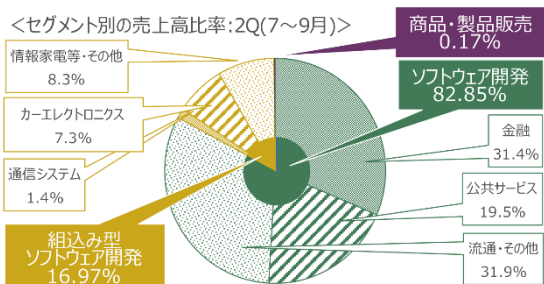 ＜セグメント別の売上高比率:2Q(7～9月)＞
商品・製品販売
0.17%
ソフトウェア開発
82.85%
金融
31.4%
公共サービス
19.5%
流通・その他
31.9%
情報家電等・その他
8.3%
カーエレクトロニクス
7.3%
通信システム
1.4%
組込み型
ソフトウェア開発
16.97%